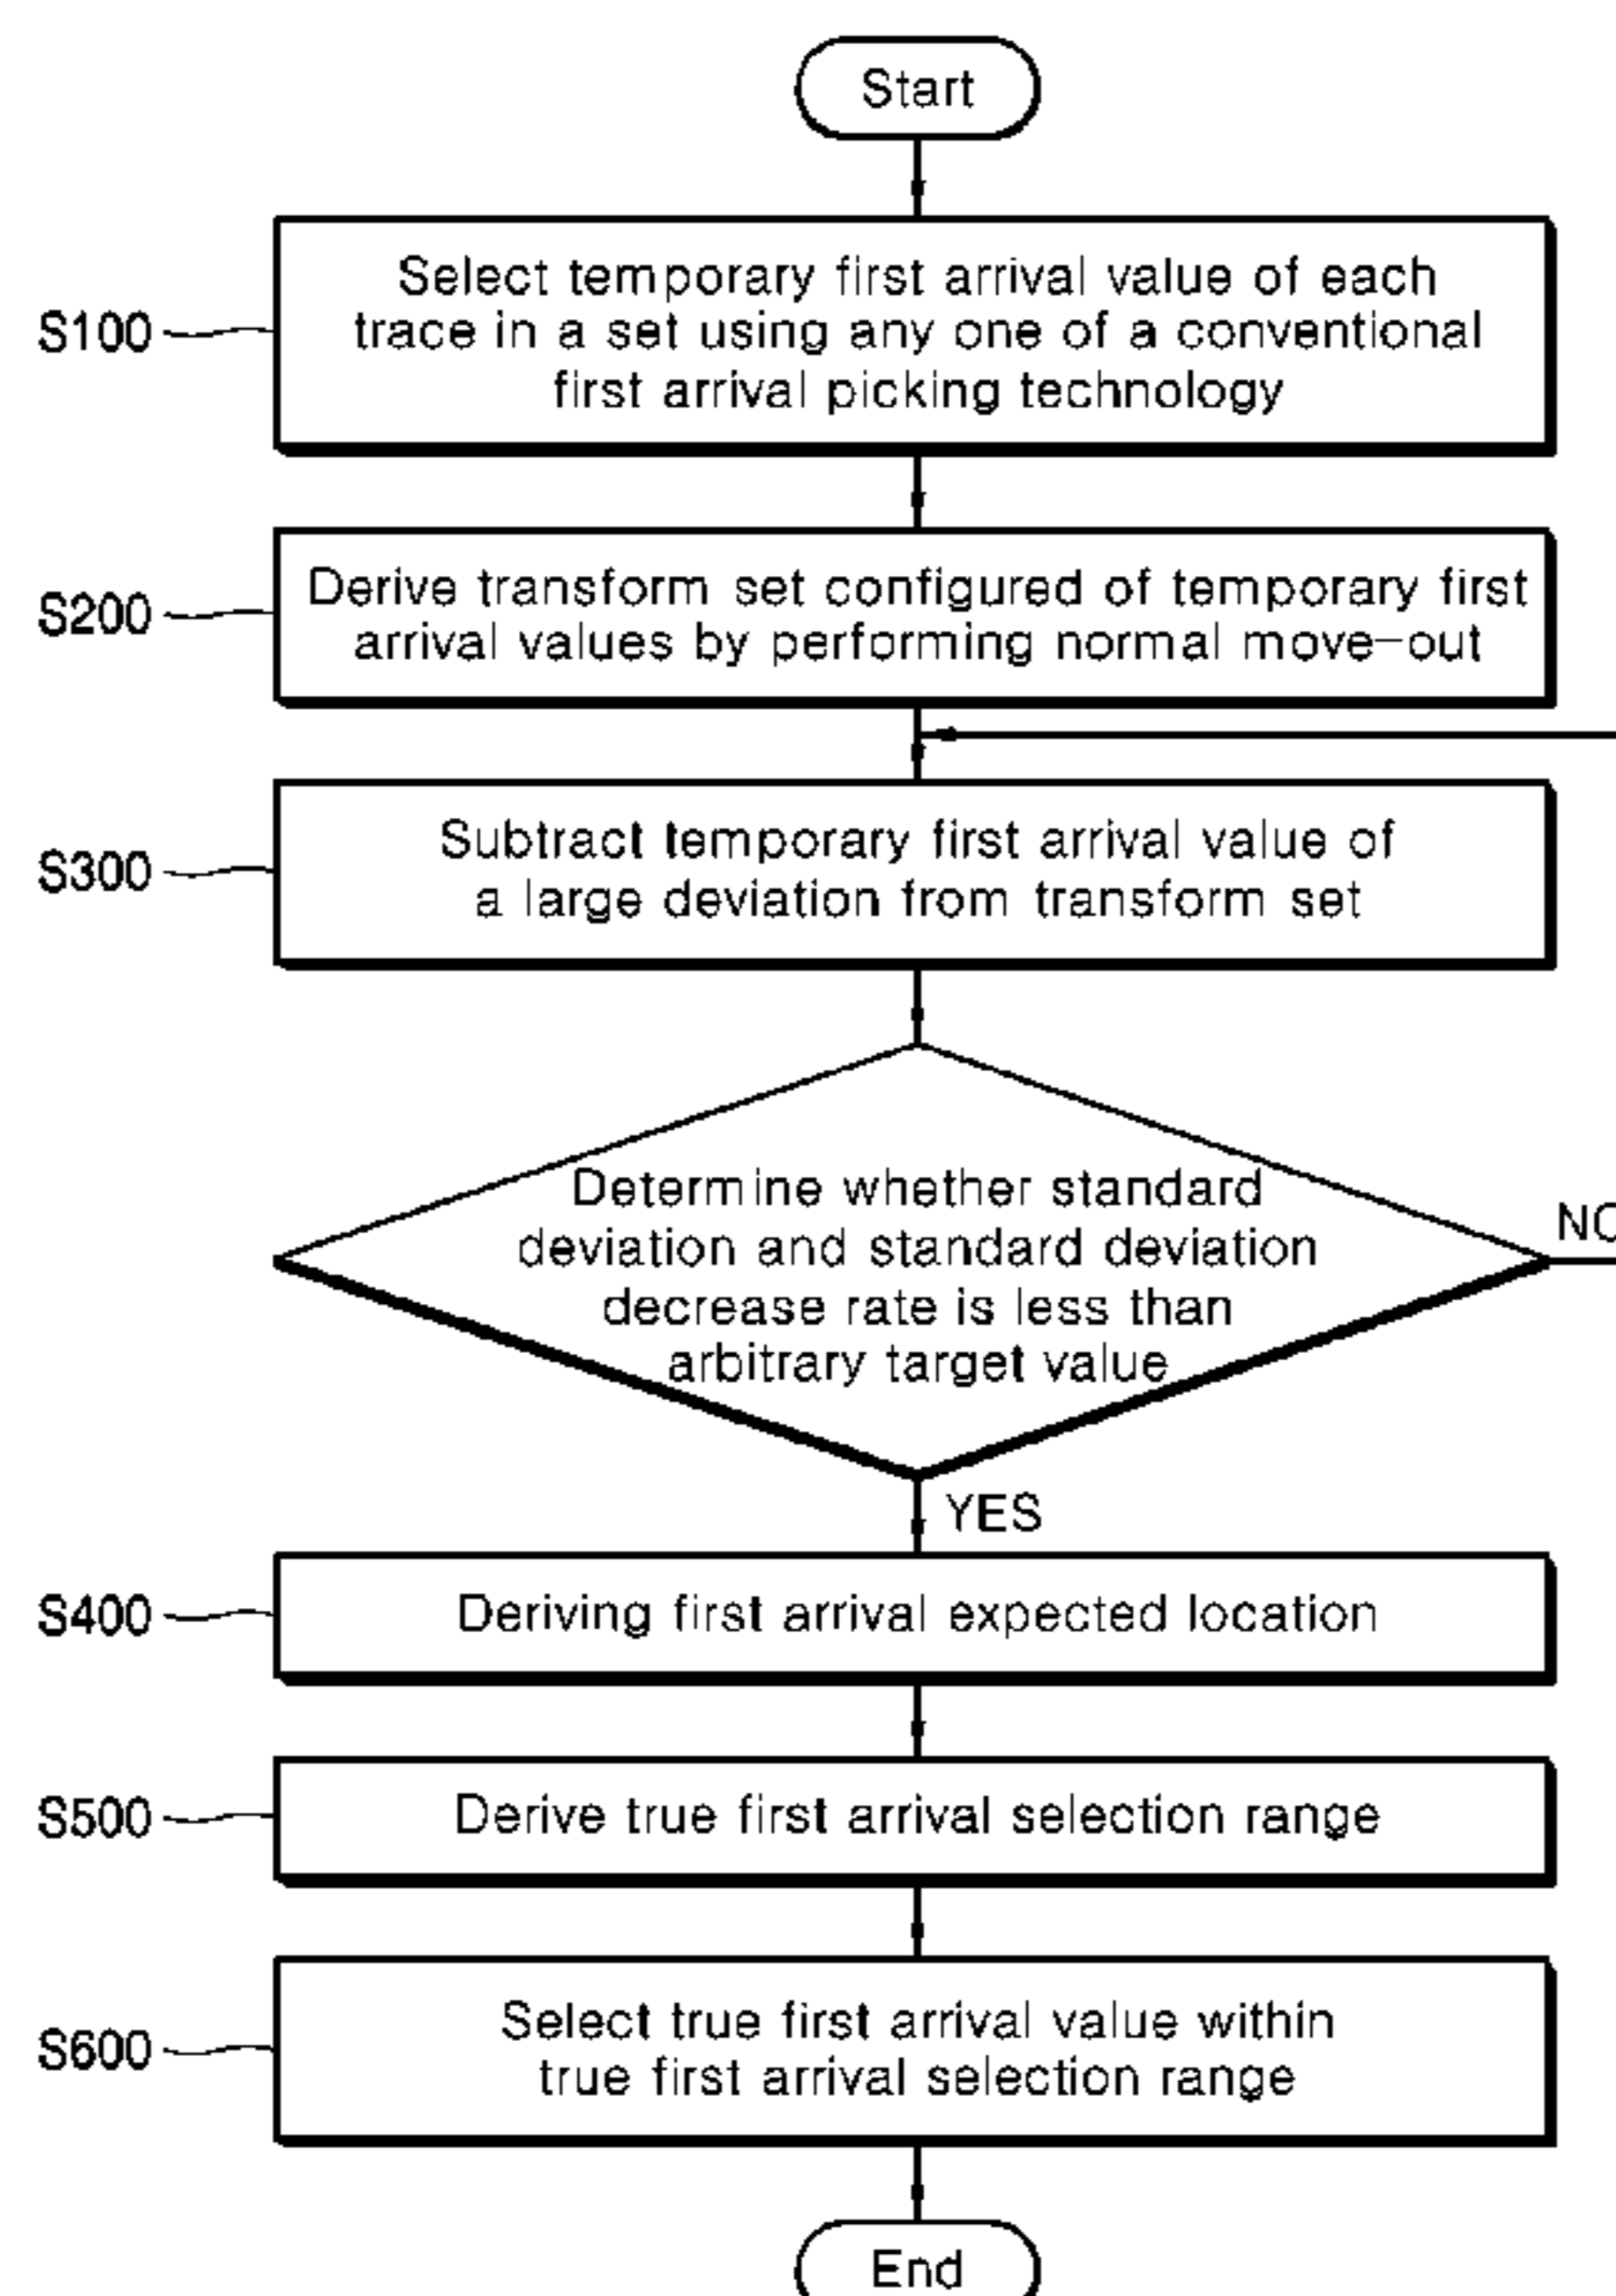 Start
S100
Select temporary first arrival value of each
trace in a set using any one of a conventional
first arrival picking technology
S200
Derive transform set configured of temporary first
arrival values by performing normal move-out
S300
Subtract temporary first arrival value of
a large deviation from transform set
Determine whether standard
deviation and standard deviation
decrease rate is less than
arbitrary target value
NO
YES
S400
Deriving first arrival expected location
S500
Derive true first arrival selection range
S600
Select true first arrival value within
true first arrival selection range
End